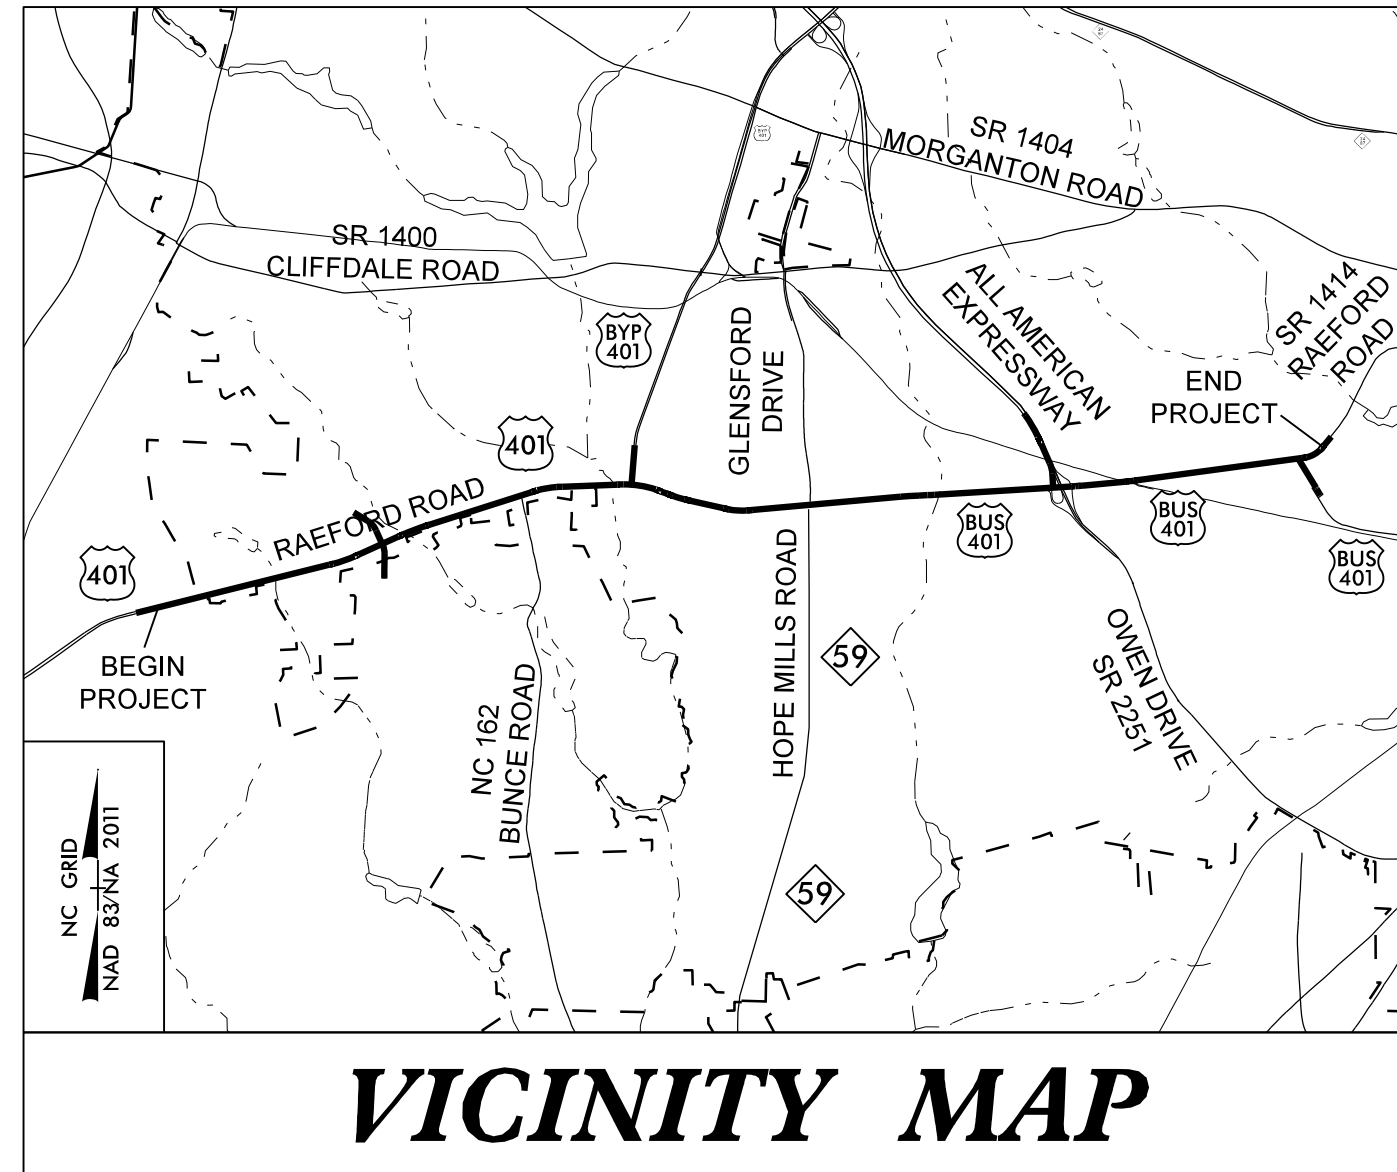 SR 1404
MORGANTON ROAD
SR 1400
CLIFFDALE ROAD
ALL AMERICAN
EXPRESSWAY
SR 1414
RAEFORD
ROAD
BYP
401
GLENSFORD
DRIVE
END
PROJECT
401
RAEFORD ROAD
BUS
401
BUS
401
BUS
401
401
BEGIN
PROJECT
HOPE MILLS ROAD
59
OWEN DRIVE
SR 2251
NC 162
BUNCE ROAD
59
NC GRID
NAD 83/NA 2011
VICINITY MAP